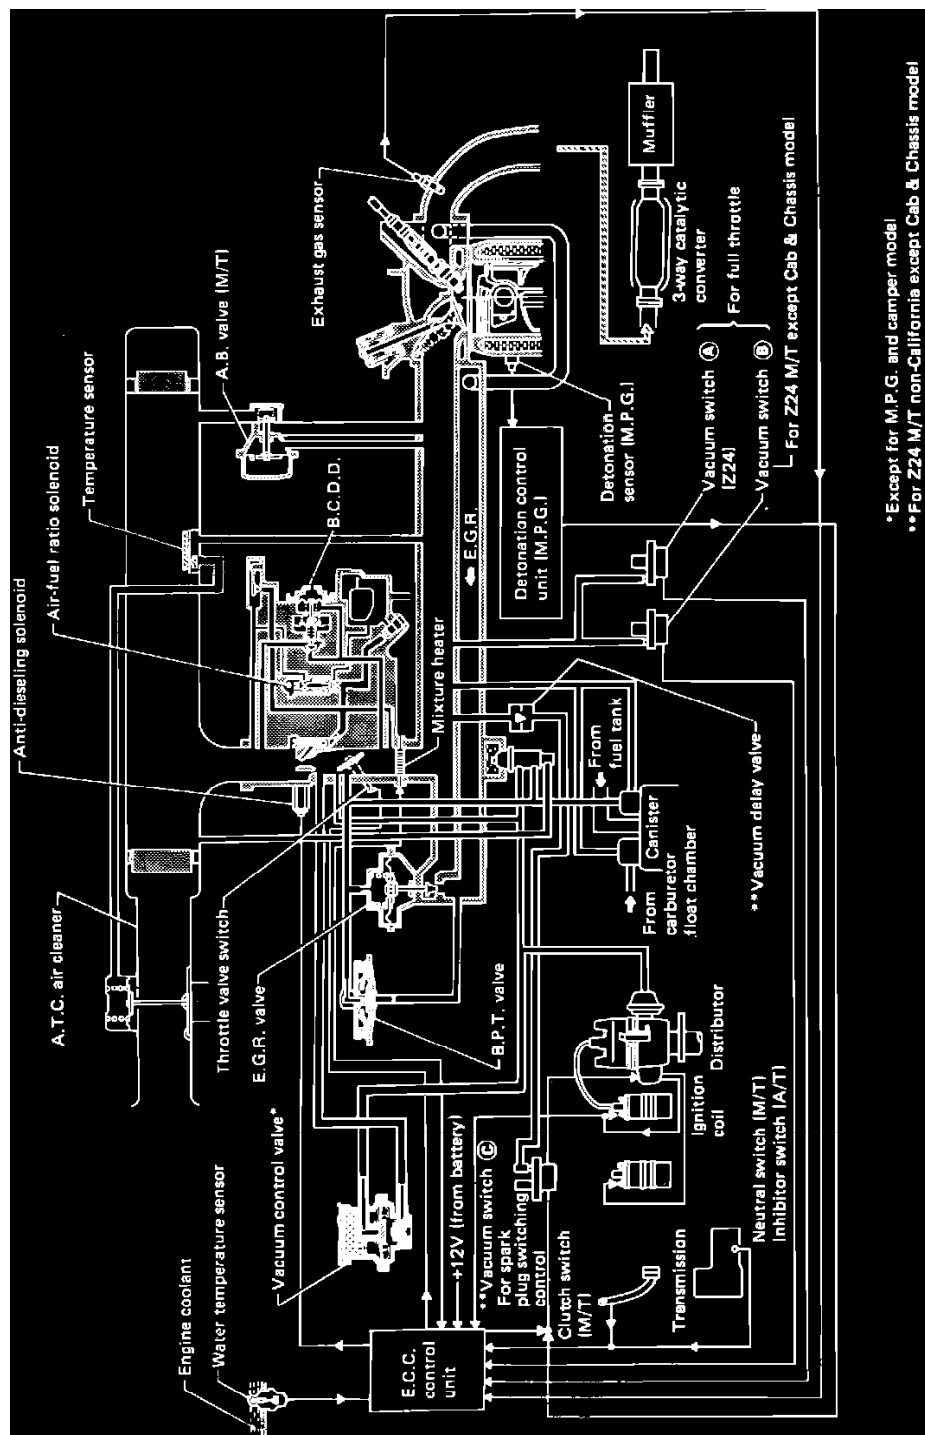 Engine coolant
Water temperature sensor
Vacuum control valve*
A.T.C. air cleaner
Throttle valve switch
E.G.R. valve
B.P.T. valve
Anti-dieseling solenoid
Air-fuel ratio solenoid
Temperature sensor
A.B. valve (M/T)
B.C.D.D.
Exhaust gas sensor
Mixture heater
E.G.R.
Detonation
sensor (M.P.G.)
Detonation control
unit (M.P.G.)
3-way catalytic
converter
Muffler
For full throttle
Vacuum switch Ⓐ
(Z24)
Vacuum switch Ⓑ
For Z24 M/T except Cab & Chassis model
From
fuel tank
Canister
From
carburetor
float chamber
**Vacuum delay valve
Distributor
Ignition
coil
+12V (from battery)
**Vacuum switch Ⓒ
For spark
plug switching
control
Clutch switch
(M/T)
Transmission
Neutral switch (M/T)
Inhibitor switch (A/T)
E.C.C.
control
unit
*Except for M.P.G. and camper model
**For Z24 M/T non-California except Cab & Chassis model